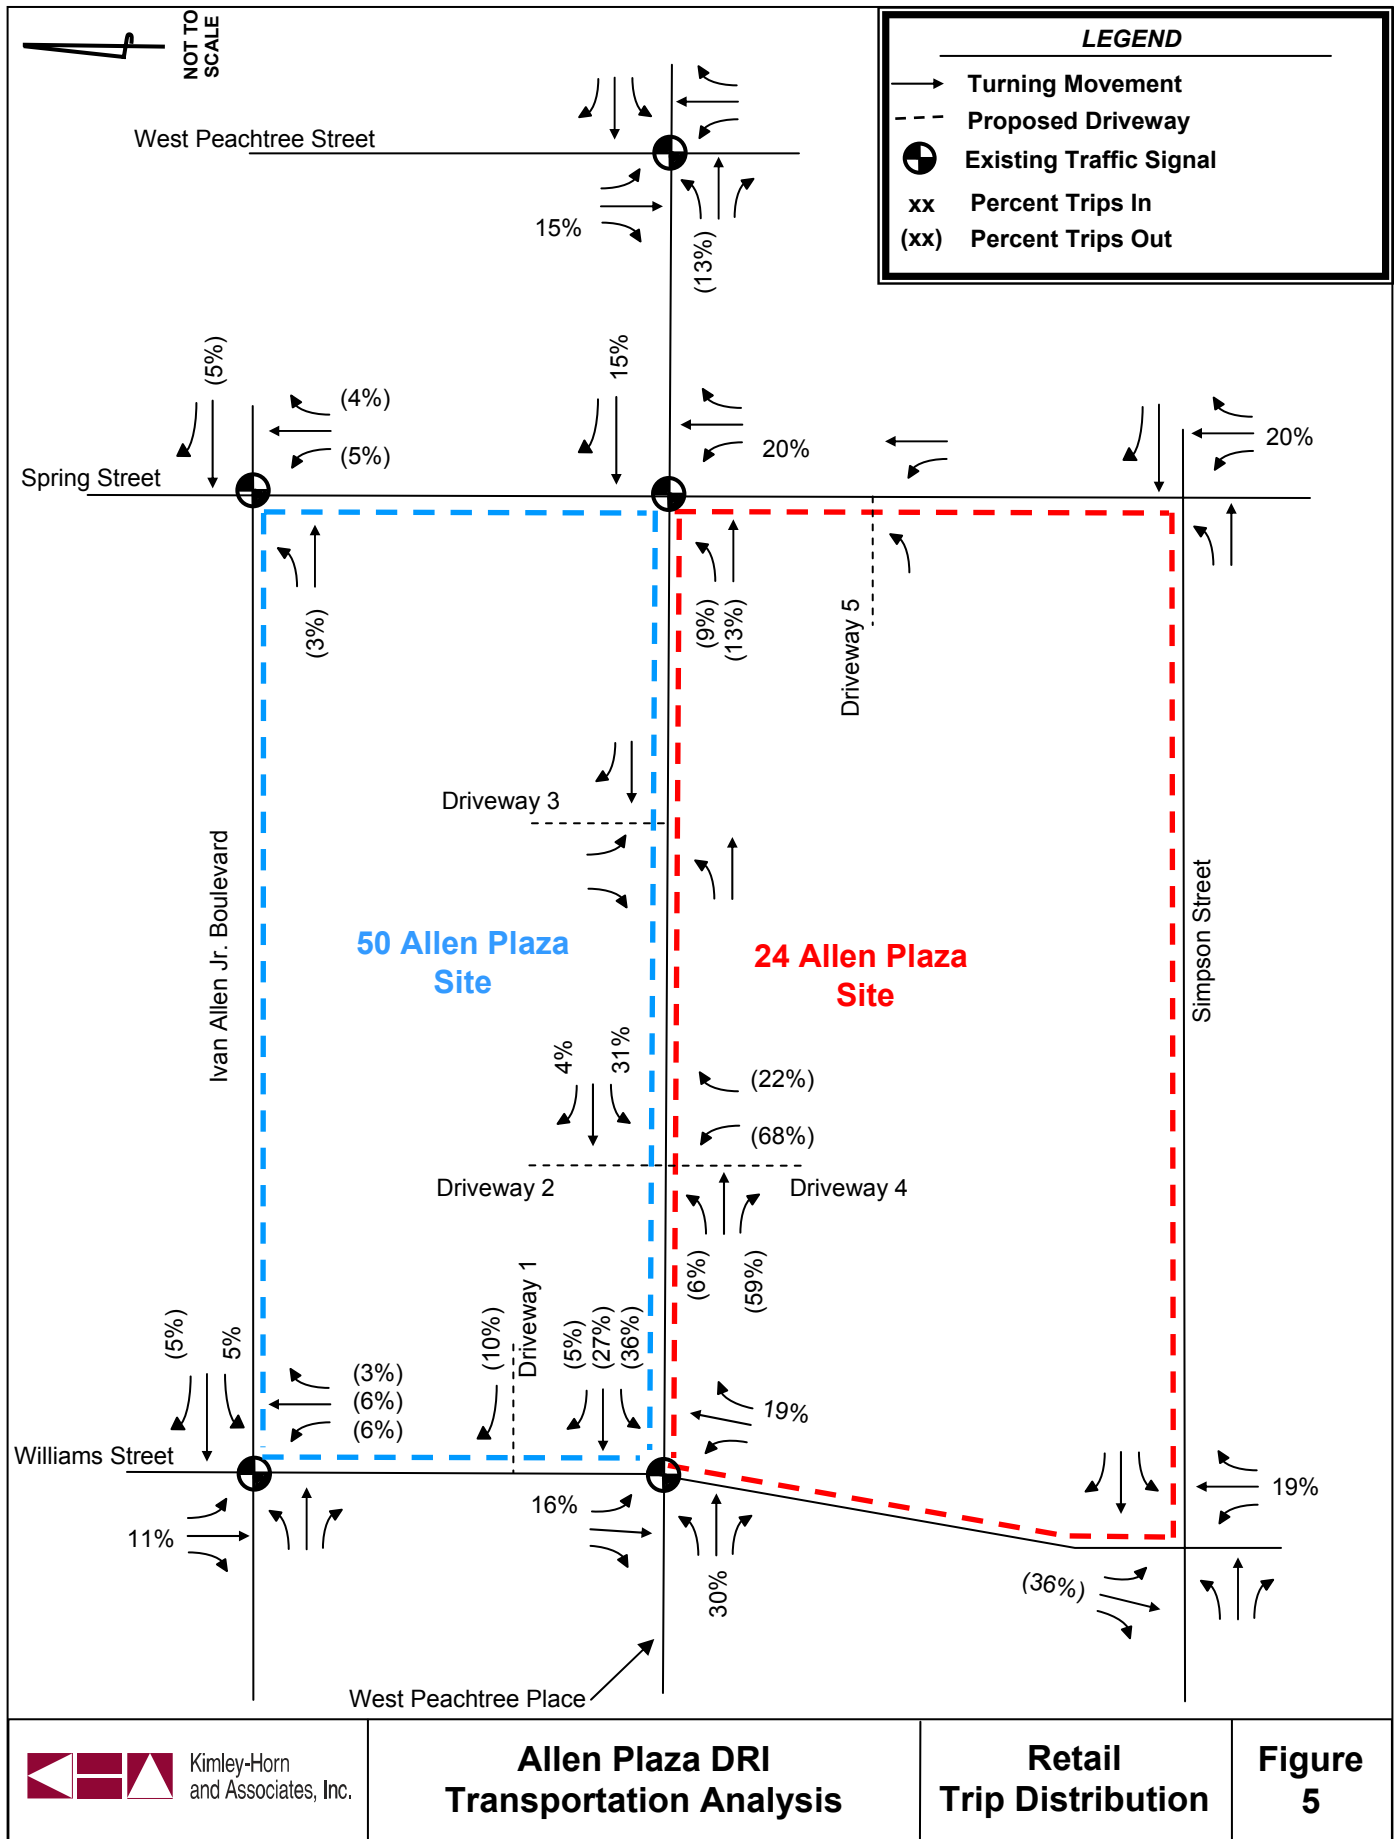 NOT TO
SCALE
LEGEND
Turning Movement
Proposed Driveway
Existing Traffic Signal
xx Percent Trips In
(xx) Percent Trips Out
West Peachtree Street
15%
(13%)
(5%)
15%
(4%)
(5%)
20%
20%
Spring Street
(3%)
(9%)
(13%)
Driveway 5
Driveway 3
Ivan Allen Jr. Boulevard
50 Allen Plaza
Site
24 Allen Plaza
Site
Simpson Street
4%
31%
(22%)
(68%)
Driveway 2
Driveway 4
(6%)
(59%)
(5%)
5%
(3%)
(6%)
(6%)
(10%)
Driveway 1
(5%)
(27%)
(36%)
19%
Williams Street
11%
16%
30%
19%
(36%)
West Peachtree Place
Kimley-Horn
and Associates, Inc.
Allen Plaza DRI
Transportation Analysis
Retail
Trip Distribution
Figure
5